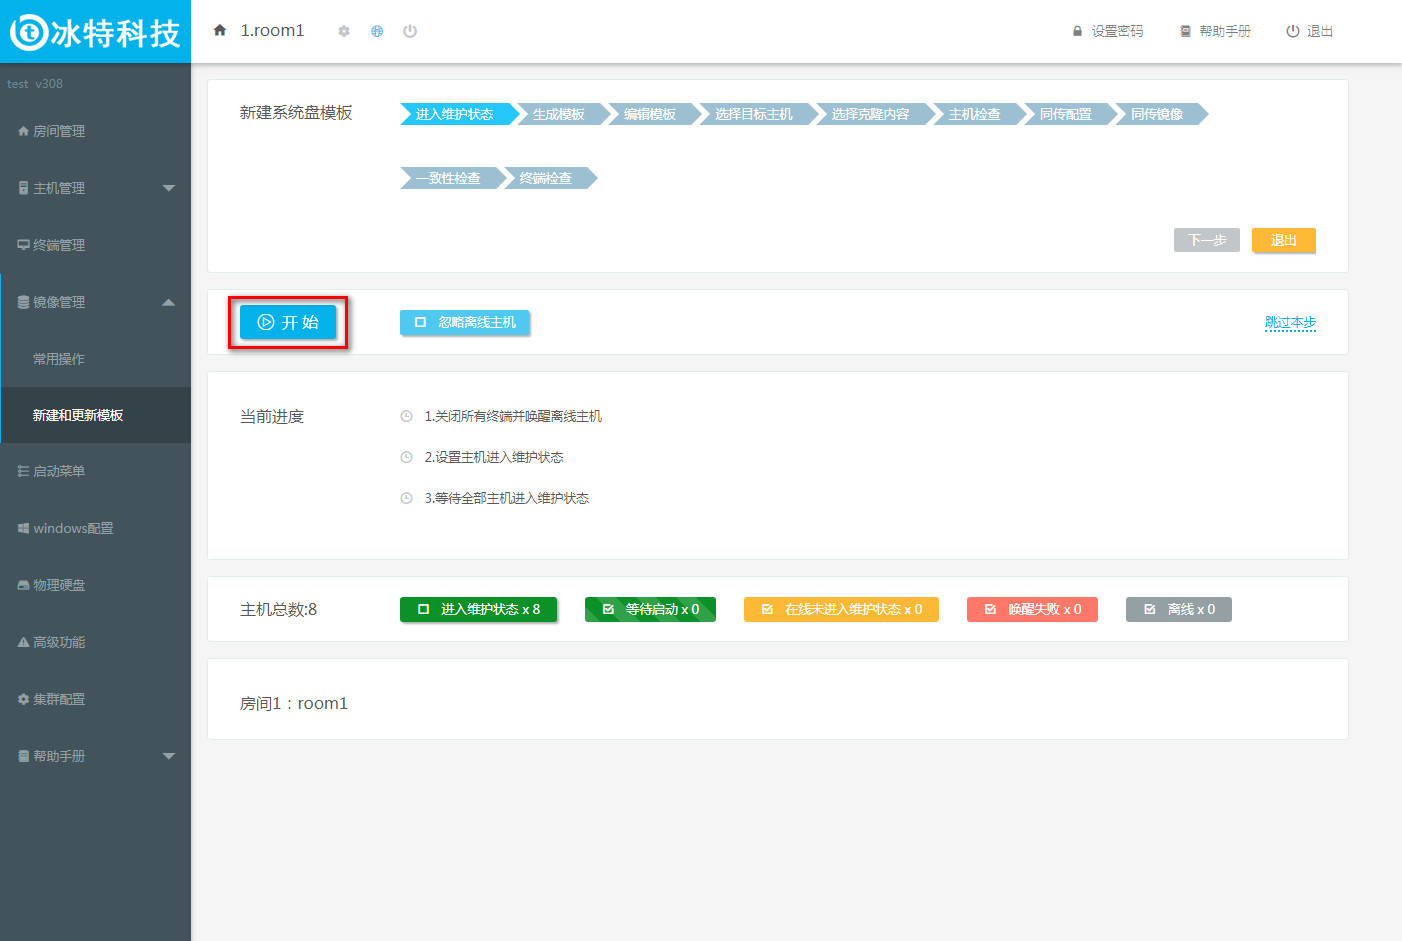 冰特科技
1.room1
设置密码
帮助手册
退出
test v308
房间管理
主机管理
终端管理
镜像管理
常用操作
新建和更新模板
启动菜单
windows配置
物理硬盘
高级功能
集群配置
帮助手册
新建系统盘模板
进入维护状态
生成模板
编辑模板
选择目标主机
选择克隆内容
主机检查
同传配置
同传镜像
一致性检查
终端检查
下一步
退出
开始
忽略离线主机
跳过本步
当前进度
1.关闭所有终端并唤醒离线主机
2.设置主机进入维护状态
3.等待全部主机进入维护状态
主机总数:8
进入维护状态 x 8
等待启动 x 0
在线未进入维护状态 x 0
唤醒失败 x 0
离线 x 0
房间1：room1